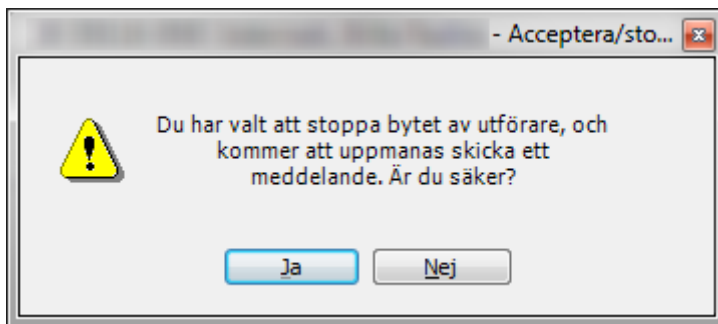 - Acceptera/sto...
Du har valt att stoppa bytet av utförare, och
kommer att uppmanas skicka ett
meddelande. Är du säker?
Ja
Nej